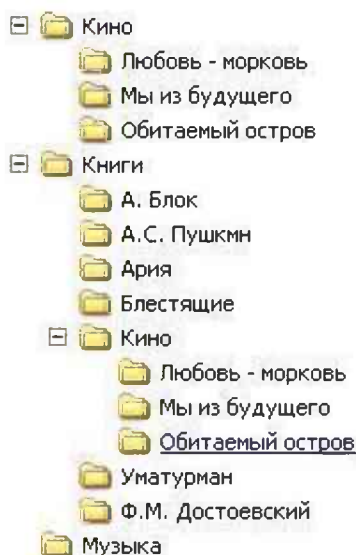 Кино
Любовь - морковь
Мы из будущего
Обитаемый остров
Книги
А. Блок
А.С. Пушкмн
Ария
Блестящие
Кино
Любовь - морковь
Мы из будущего
Обитаемый остров
Уматурман
Ф.М. Достоевский
Музыка